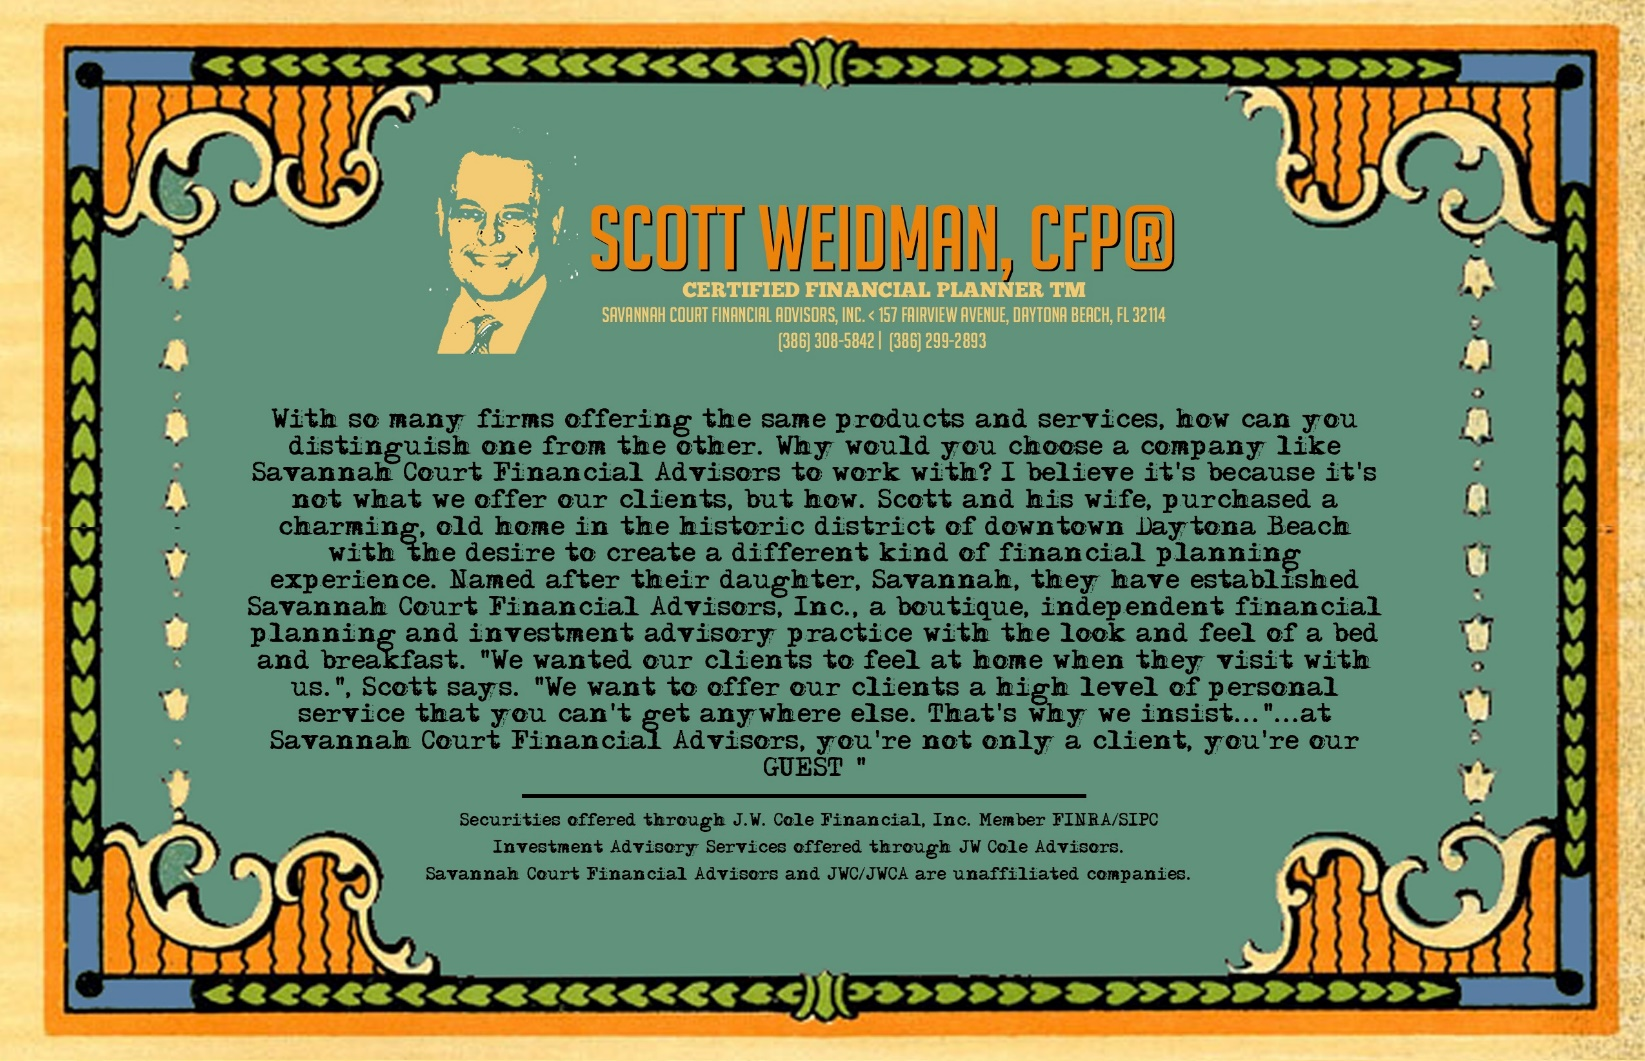 SCOTT WEIDMAN, CFP®
CERTIFIED FINANCIAL PLANNER TM
SAVANNAH COURT FINANCIAL ADVISORS, INC. < 157 FAIRVIEW AVENUE, DAYTONA BEACH, FL 32114
(386) 308-5842 | (386) 299-2893
With so many firms offering the same products and services, how can you
distinguish one from the other. Why would you choose a company like
Savannah Court Financial Advisors to work with? I believe it's because it's
not what we offer our clients, but how. Scott and his wife, purchased a
charming, old home in the historic district of downtown Daytona Beach
with the desire to create a different kind of financial planning
experience. Named after their daughter, Savannah, they have established
Savannah Court Financial Advisors, Inc., a boutique, independent financial
planning and investment advisory practice with the look and feel of a bed
and breakfast. "We wanted our clients to feel at home when they visit with
us.", Scott says. "We want to offer our clients a high level of personal
service that you can't get anywhere else. That's why we insist..."...at
Savannah Court Financial Advisors, you're not only a client, you're our
GUEST "
Securities offered through J.W. Cole Financial, Inc. Member FINRA/SIPC
Investment Advisory Services offered through JW Cole Advisors.
Savannah Court Financial Advisors and JWC/JWCA are unaffiliated companies.